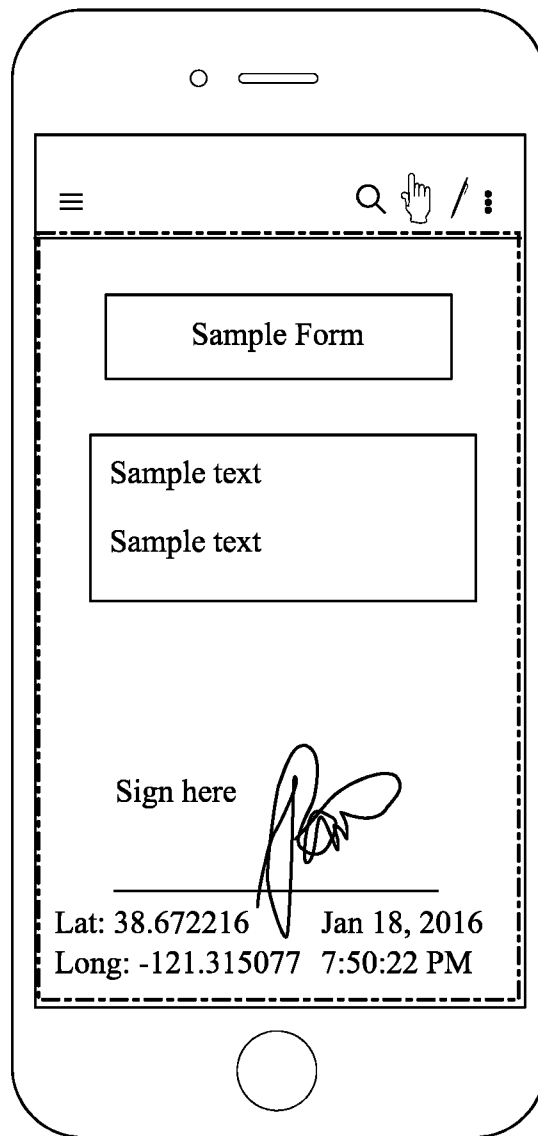 Sample Form
Sample text
Sample text
Sign here
Lat: 38.672216 Jan 18, 2016
Long: -121.315077 7:50:22 PM